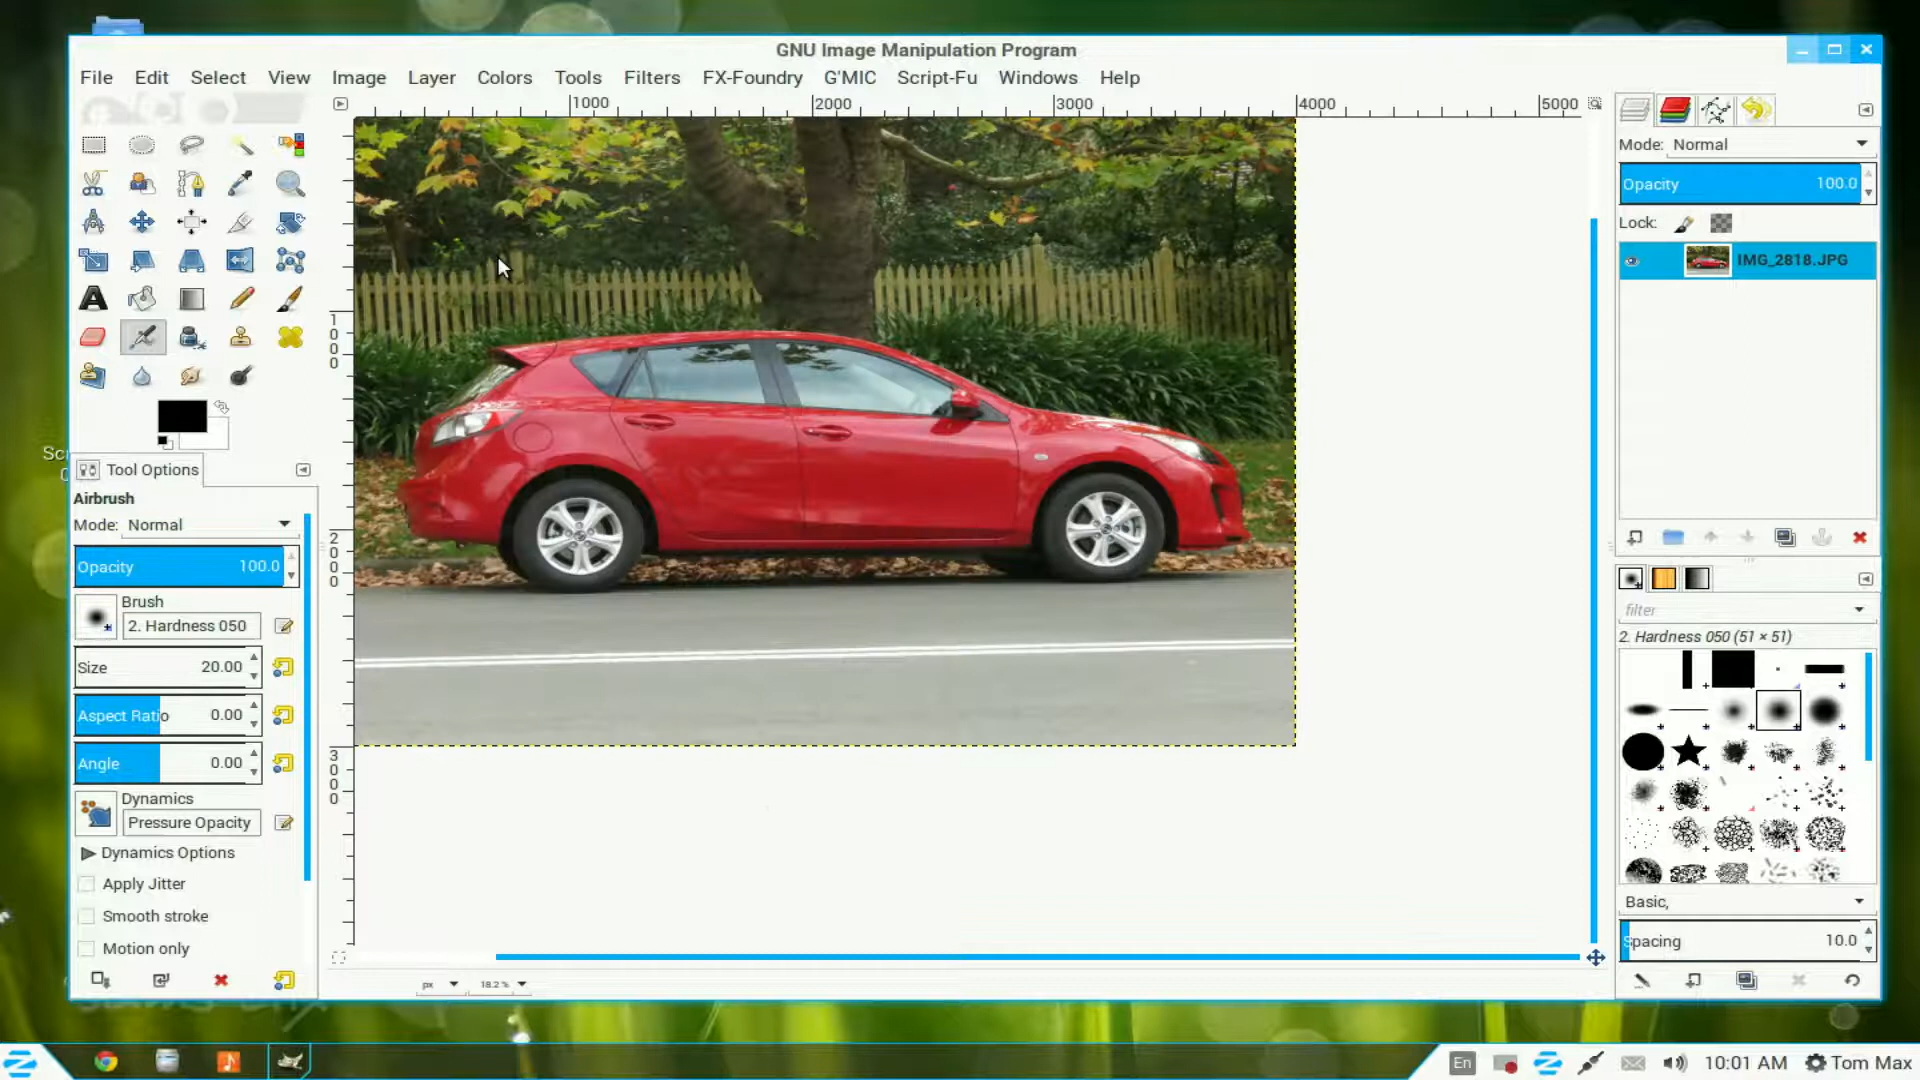 GNU Image Manipulation Program
File Edit Select View Image Layer Colors Tools Filters FX-Foundry G'MIC Script-Fu Windows Help
1000 2000 3000 4000 5000
1000
2000
3000
Tool Options
Airbrush
Mode: Normal
Opacity 100.0
Brush
2. Hardness 050
Size 20.00
Aspect Ratio 0.00
Angle 0.00
Dynamics
Pressure Opacity
Dynamics Options
Apply Jitter
Smooth stroke
Motion only
px 18.2 %
Mode: Normal
Opacity 100.0
Lock:
IMG_2818.JPG
filter
2. Hardness 050 (51 × 51)
Basic,
Spacing 10.0
Sc
En 10:01 AM Tom Max